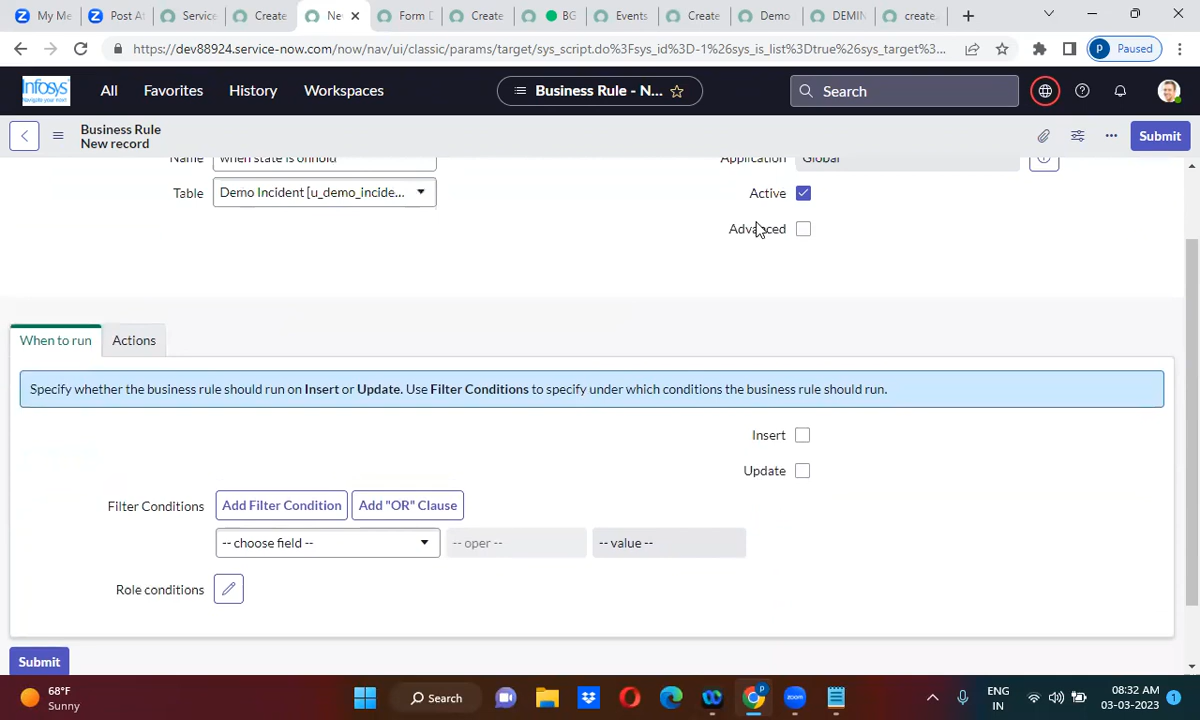 My Me
Post At
Service
Create
Ne
Form D
Create
BG
Events
Create
Demo
DEMIN
create.
https://dev88924.service-now.com/now/nav/ui/classic/params/target/sys_script.do%3Fsys_id%3D-1%26sys_is_list%3Dtrue%26sys_target%3...
P Paused
Infosys
Navigate your next
All
Favorites
History
Workspaces
Business Rule - N...
Search
Business Rule
New record
Submit
Name
when state is onhold
Application
Global
Table
Demo Incident [u_demo_incide...
Active
Advanced
When to run
Actions
Specify whether the business rule should run on Insert or Update. Use Filter Conditions to specify under which conditions the business rule should run.
Insert
Update
Filter Conditions
Add Filter Condition
Add "OR" Clause
-- choose field --
-- oper --
-- value --
Role conditions
Submit
68°F
Sunny
Search
zoom
ENG
IN
08:32 AM
03-03-2023
1